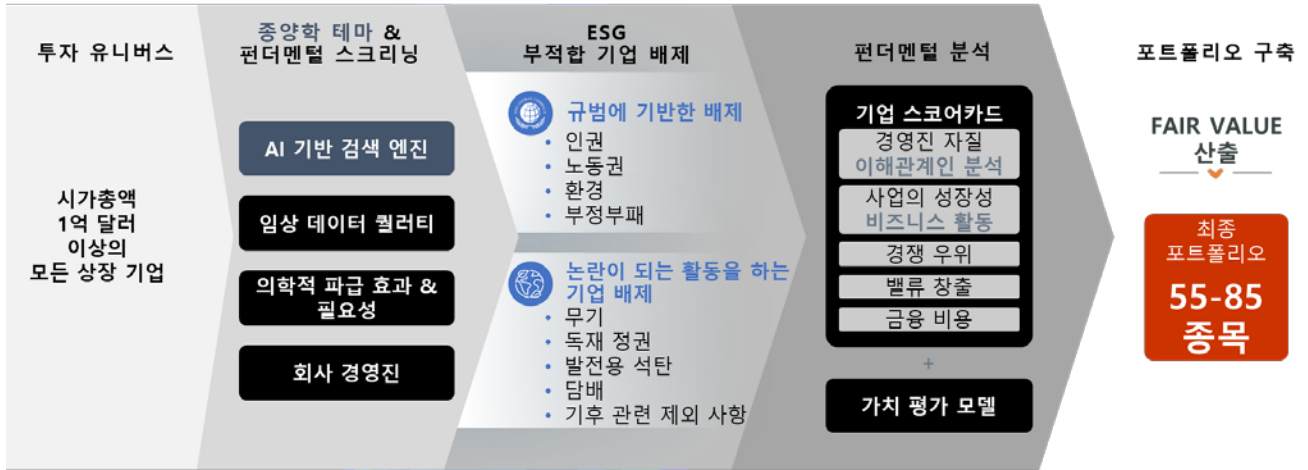 투자 유니버스
시가총액
1억 달러
이상의
모든 상장 기업
종양학 테마 &
펀더멘털 스크리닝
AI 기반 검색 엔진
임상 데이터 퀄러티
의학적 파급 효과 &
필요성
회사 경영진
ESG
부적합 기업 배제
규범에 기반한 배제
• 인권
• 노동권
• 환경
• 부정부패
논란이 되는 활동을 하는
기업 배제
• 무기
• 독재 정권
• 발전용 석탄
• 담배
• 기후 관련 제외 사항
펀더멘털 분석
기업 스코어카드
경영진 자질
이해관계인 분석
사업의 성장성
비즈니스 활동
경쟁 우위
밸류 창출
금융 비용
+
가치 평가 모델
포트폴리오 구축
FAIR VALUE
산출
최종
포트폴리오
55-85
종목